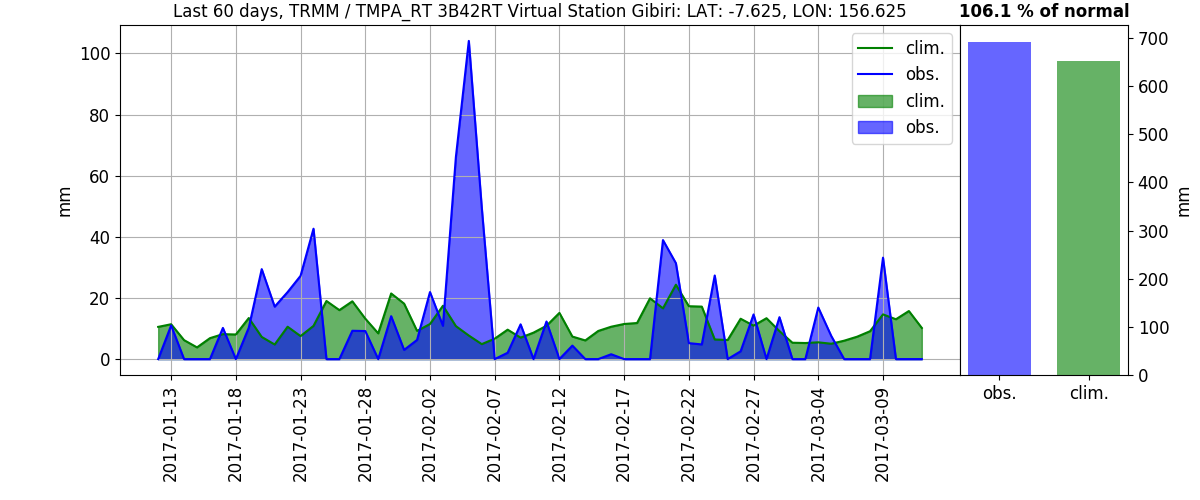 Last 60 days, TRMM / TMPA_RT 3B42RT Virtual Station Gibiri: LAT: -7.625, LON: 156.625
106.1 % of normal
mm
100
80
60
40
20
0
clim.
obs.
clim.
obs.
2017-01-13
2017-01-18
2017-01-23
2017-01-28
2017-02-02
2017-02-07
2017-02-12
2017-02-17
2017-02-22
2017-02-27
2017-03-04
2017-03-09
700
600
500
400
300
200
100
0
mm
obs.
clim.